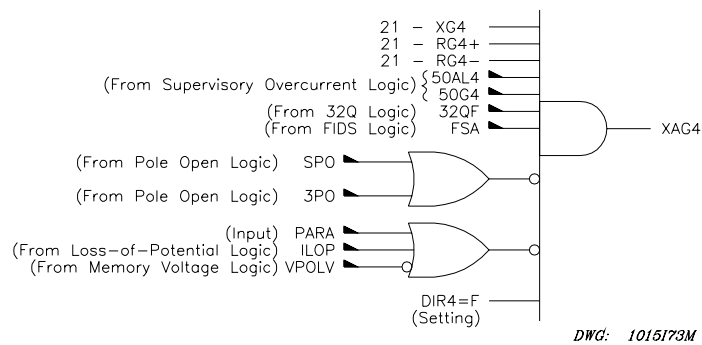 21 - XG4
21 - RG4+
21 - RG4-
(From Supervisory Overcurrent Logic) 50AL4
50G4
(From 32Q Logic) 32QF
(From FIDS Logic) FSA
XAG4
(From Pole Open Logic) SPO
(From Pole Open Logic) 3PO
(Input) PARA
(From Loss-of-Potential Logic) ILOP
(From Memory Voltage Logic) VPOLV
DIR4=F
(Setting)
DWG: 1015I73M